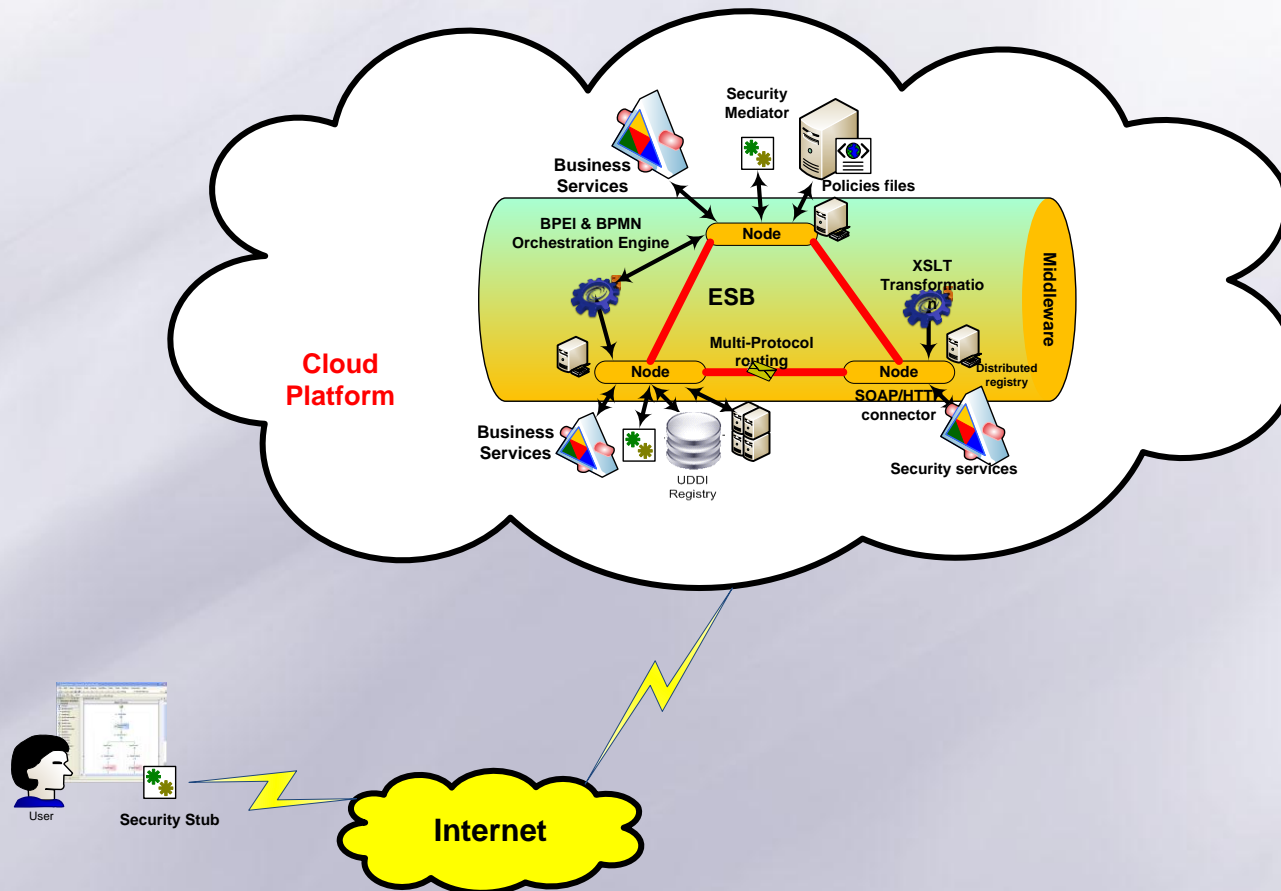 Security
Mediator
Business
Services
Policies files
BPEI & BPMN
Orchestration Engine
Node
Middleware
XSLT
Transformatio
n
ESB
Cloud
Platform
Multi-Protocol
routing
Node
Node
Distributed
registry
SOAP/HTT
connector
Business
Services
Security services
UDDI
Registry
User
Security Stub
Internet